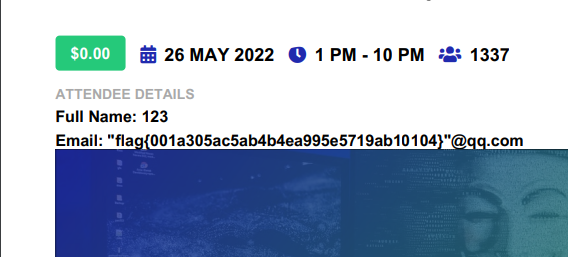 $0.00 26 MAY 2022 1 PM - 10 PM 1337
ATTENDEE DETAILS
Full Name: 123
Email: "flag{001a305ac5ab4b4ea995e5719ab10104}"@qq.com